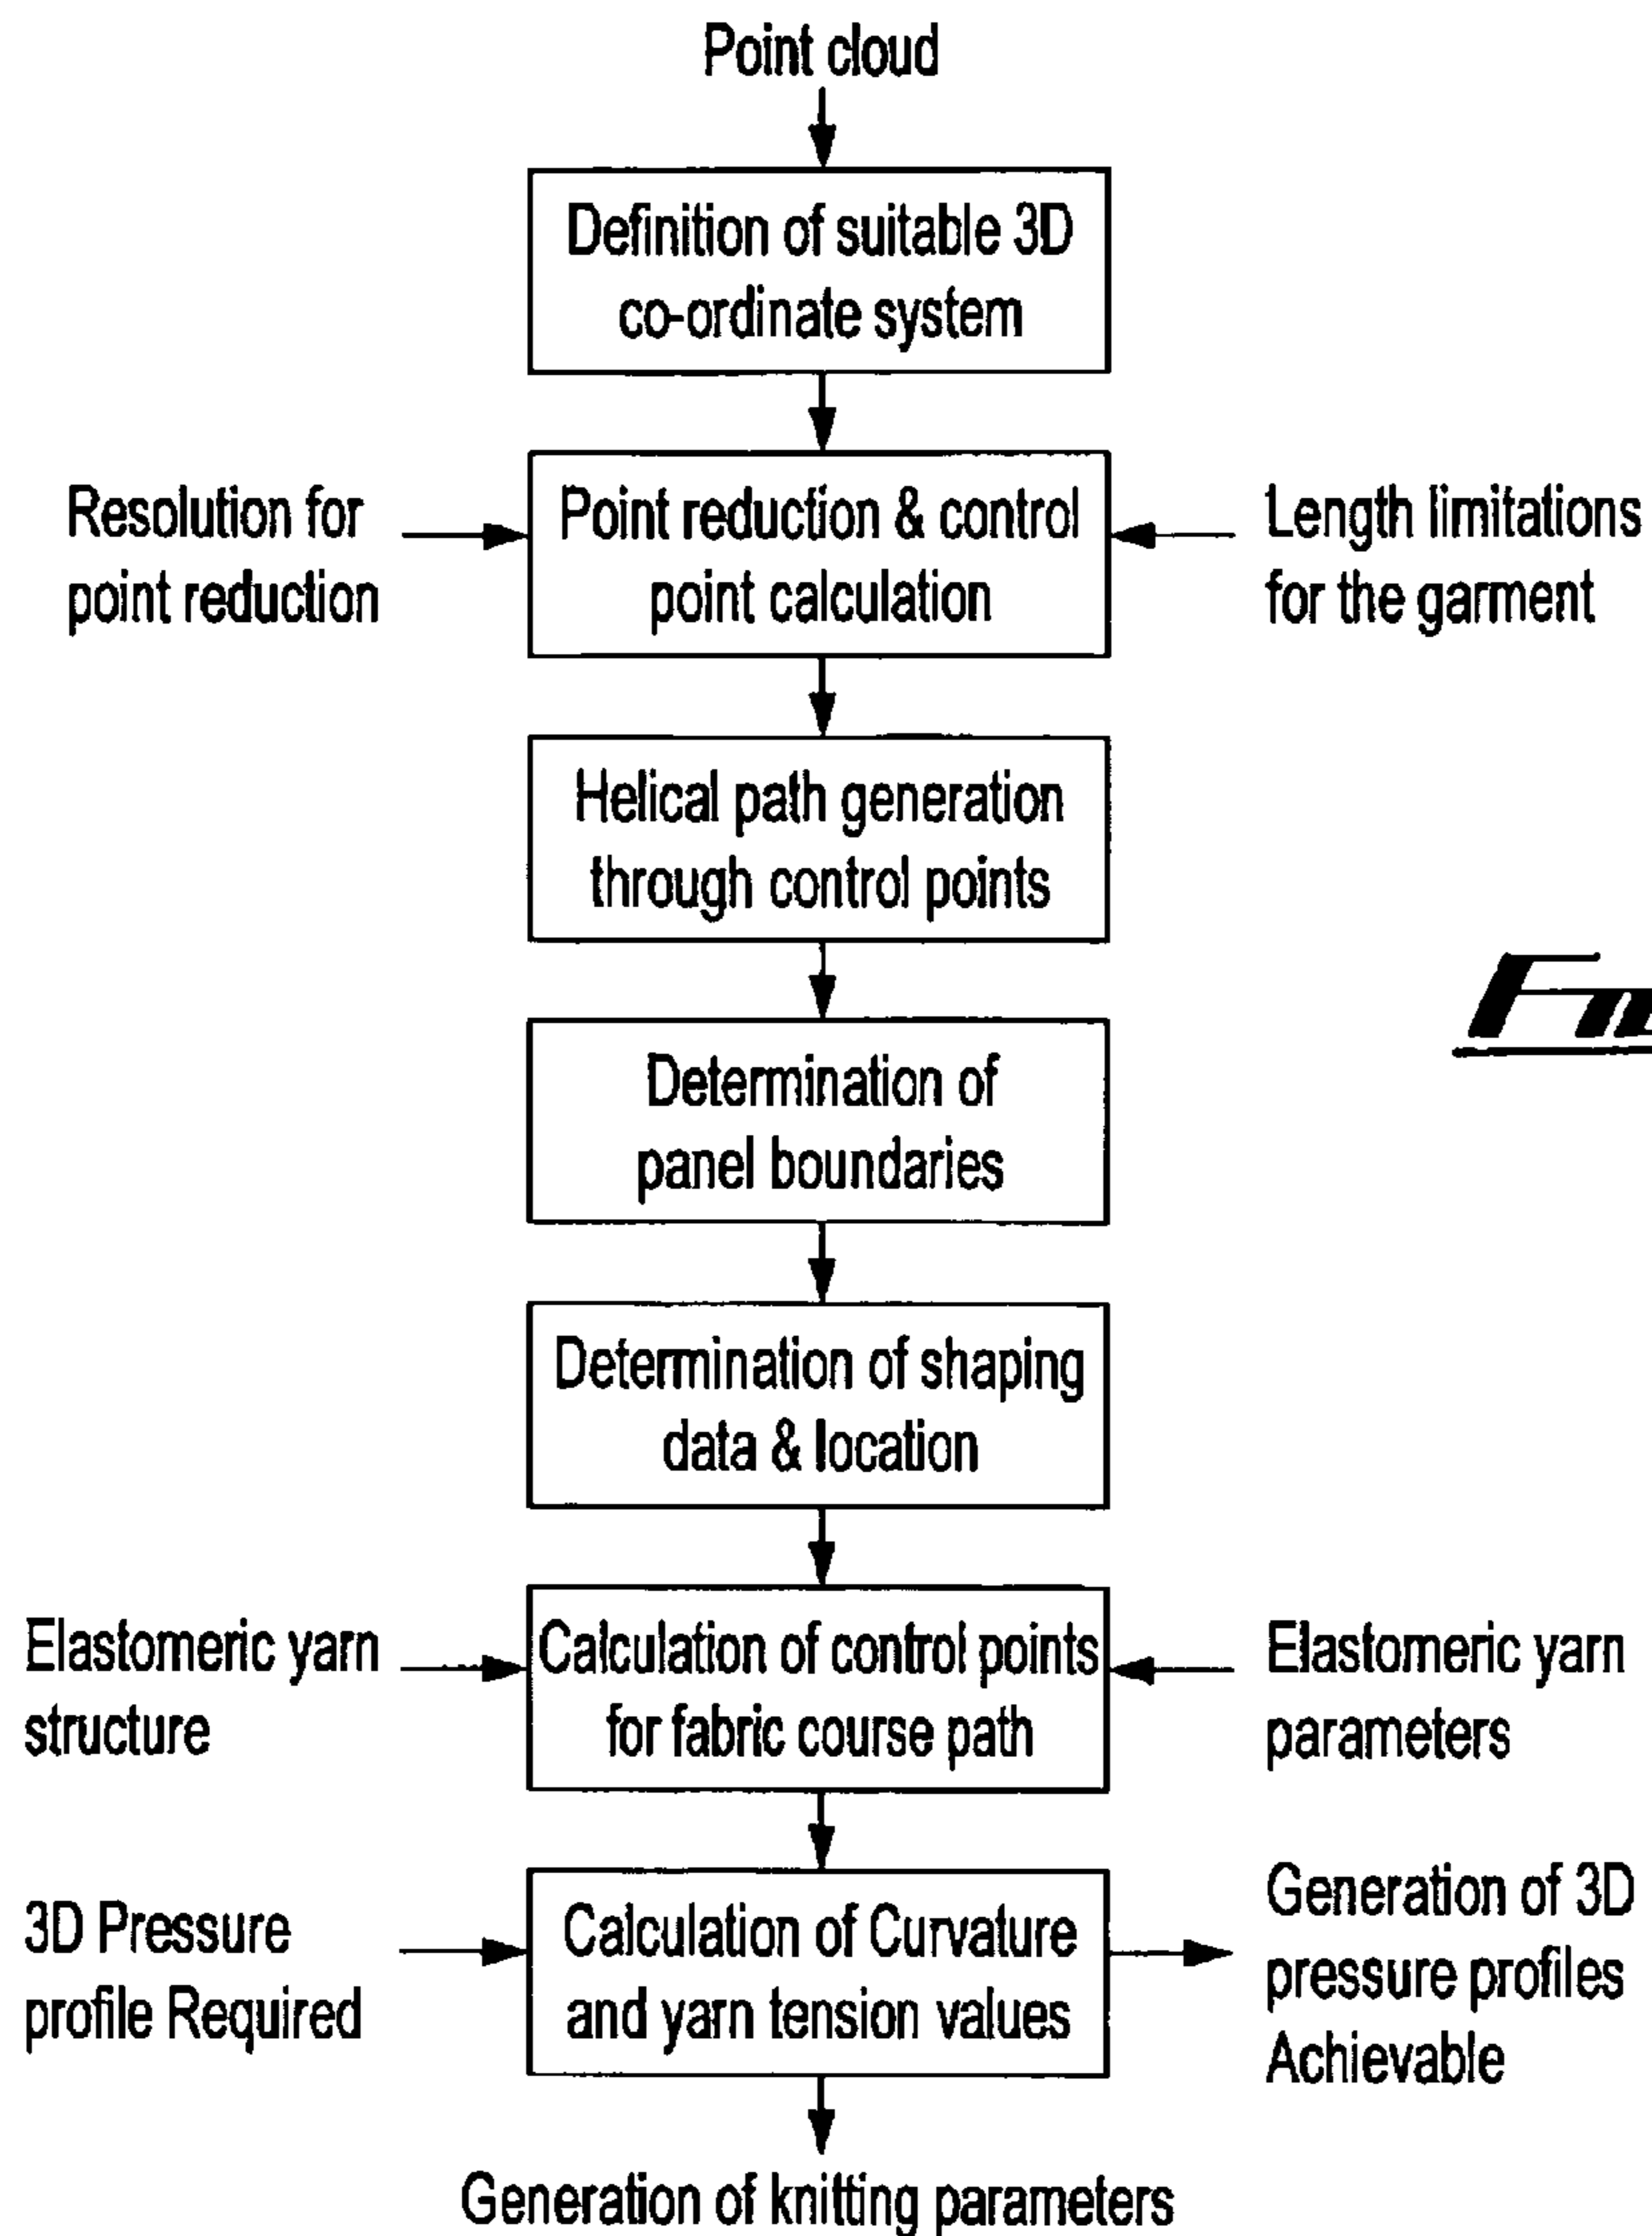 Point cloud
Definition of suitable 3D
co-ordinate system
Resolution for
point reduction
Point reduction & control
point calculation
Length limitations
for the garment
Helical path generation
through control points
Determination of
panel boundaries
Determination of shaping
data & location
Elastomeric yarn
structure
Calculation of control points
for fabric course path
Elastomeric yarn
parameters
3D Pressure
profile Required
Calculation of Curvature
and yarn tension values
Generation of 3D
pressure profiles
Achievable
Generation of knitting parameters